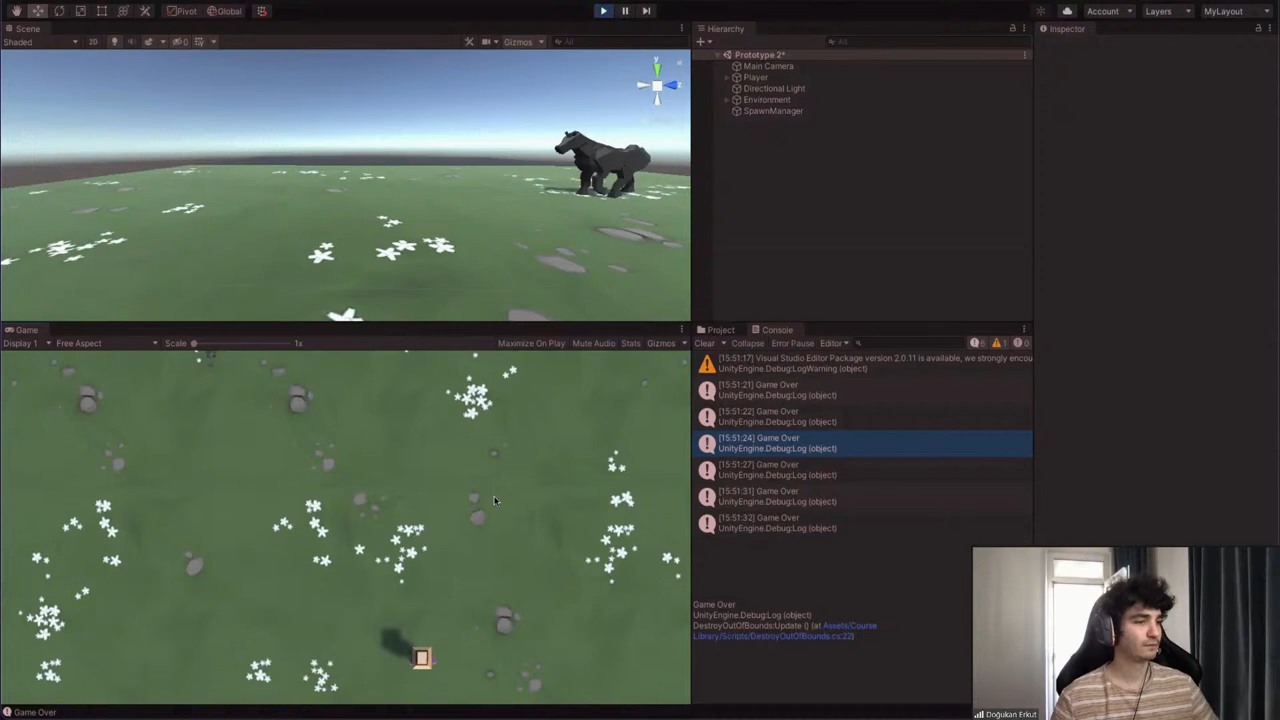 Pivot Global Account Layers MyLayout
Scene
Shaded 2D 0 Gizmos All
y
z
Hierarchy
All
Prototype 2*
Main Camera
Player
Directional Light
Environment
SpawnManager
Inspector
Game
Display 1 Free Aspect Scale 1x Maximize On Play Mute Audio Stats Gizmos
Project Console
Clear Collapse Error Pause Editor 6 1 0
[15:51:17] Visual Studio Editor Package version 2.0.11 is available, we strongly encou
UnityEngine.Debug:LogWarning (object)
[15:51:21] Game Over
UnityEngine.Debug:Log (object)
[15:51:22] Game Over
UnityEngine.Debug:Log (object)
[15:51:24] Game Over
UnityEngine.Debug:Log (object)
[15:51:27] Game Over
UnityEngine.Debug:Log (object)
[15:51:31] Game Over
UnityEngine.Debug:Log (object)
[15:51:32] Game Over
UnityEngine.Debug:Log (object)
Game Over
UnityEngine.Debug:Log (object)
DestroyOutOfBounds:Update () (at Assets/Course
Library/Scripts/DestroyOutOfBounds.cs:22)
Game Over
Doğukan Erkut